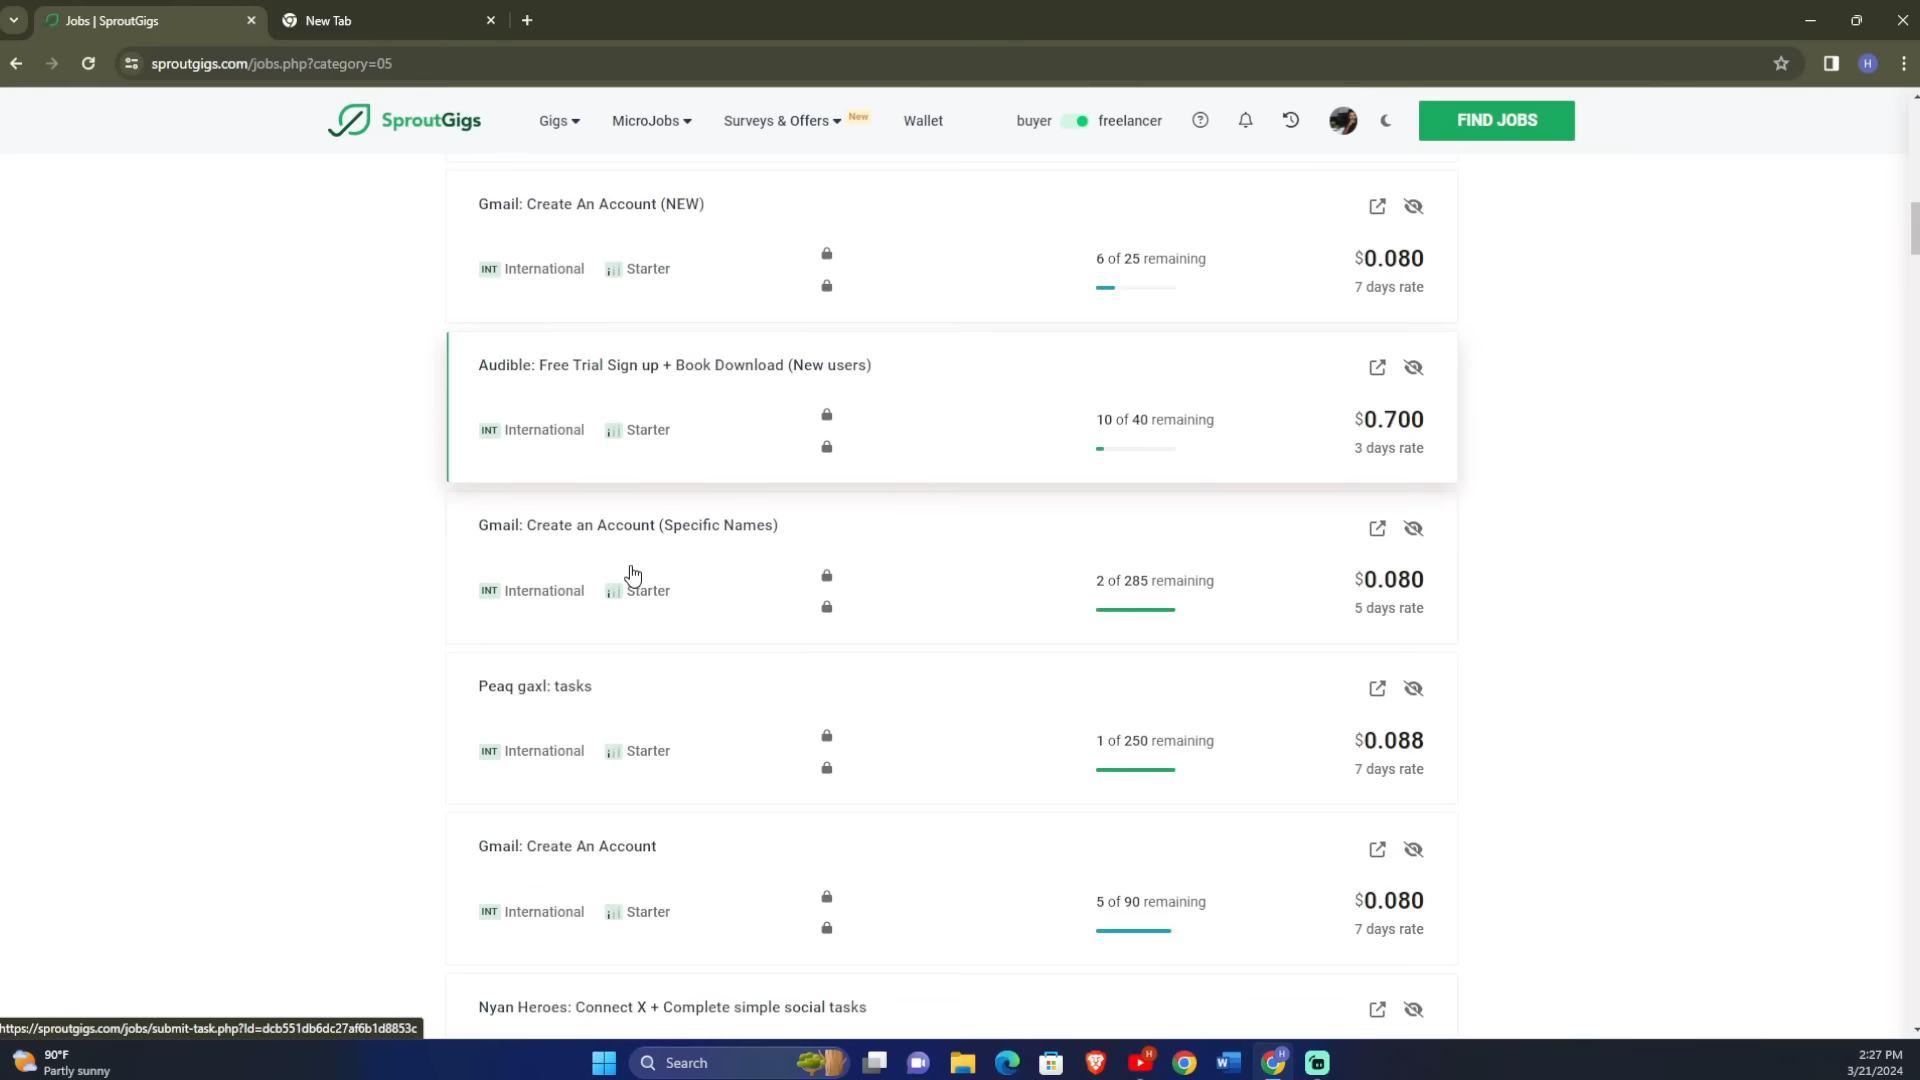 Jobs | SproutGigs
New Tab
sproutgigs.com/jobs.php?category=05
H
SproutGigs
Gigs
MicroJobs
Surveys & Offers
New
Wallet
buyer
freelancer
FIND JOBS
Gmail: Create An Account (NEW)
INT International
Starter
6 of 25 remaining
$0.080
7 days rate
Audible: Free Trial Sign up + Book Download (New users)
INT International
Starter
10 of 40 remaining
$0.700
3 days rate
Gmail: Create an Account (Specific Names)
INT International
Starter
2 of 285 remaining
$0.080
5 days rate
Peaq gaxl: tasks
INT International
Starter
1 of 250 remaining
$0.088
7 days rate
Gmail: Create An Account
INT International
Starter
5 of 90 remaining
$0.080
7 days rate
Nyan Heroes: Connect X + Complete simple social tasks
https://sproutgigs.com/jobs/submit-task.php?Id=dcb551db6dc27af6b1d8853c
90°F
Partly sunny
Search
H
H
2:27 PM
3/21/2024